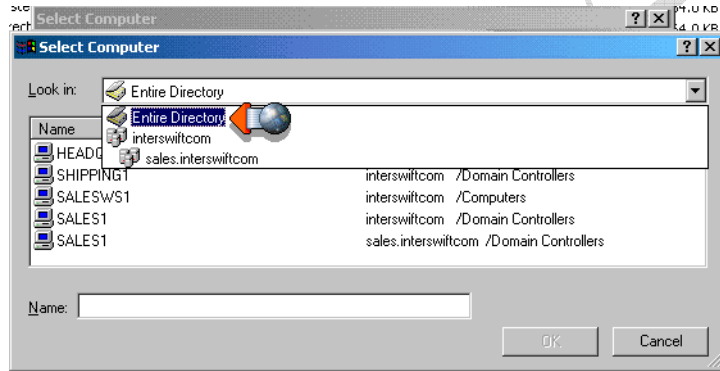 Select Computer
Select Computer
Look in: Entire Directory
Entire Directory
interswiftcom
sales.interswiftcom
Name
SHIPPING1 interswiftcom /Domain Controllers
SALESWS1 interswiftcom /Computers
SALES1 interswiftcom /Domain Controllers
SALES1 sales.interswiftcom /Domain Controllers
Name:
OK Cancel